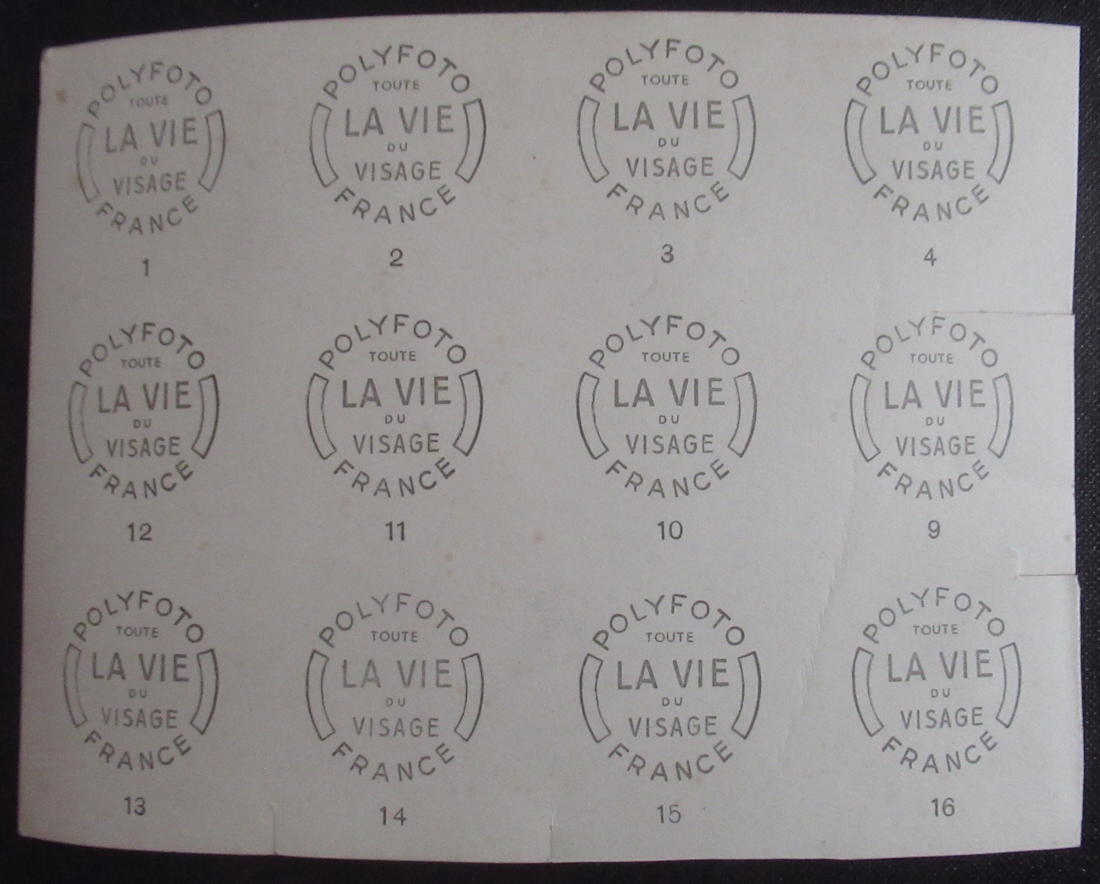 POLYFOTO
TOUTE
LA VIE
DU
VISAGE
FRANCE
1
POLYFOTO
TOUTE
LA VIE
DU
VISAGE
FRANCE
2
POLYFOTO
TOUTE
LA VIE
DU
VISAGE
FRANCE
3
POLYFOTO
TOUTE
LA VIE
DU
VISAGE
FRANCE
4
POLYFOTO
TOUTE
LA VIE
DU
VISAGE
FRANCE
12
POLYFOTO
TOUTE
LA VIE
DU
VISAGE
FRANCE
11
POLYFOTO
TOUTE
LA VIE
DU
VISAGE
FRANCE
10
POLYFOTO
TOUTE
LA VIE
DU
VISAGE
FRANCE
9
POLYFOTO
TOUTE
LA VIE
DU
VISAGE
FRANCE
13
POLYFOTO
TOUTE
LA VIE
DU
VISAGE
FRANCE
14
POLYFOTO
TOUTE
LA VIE
DU
VISAGE
FRANCE
15
POLYFOTO
TOUTE
LA VIE
DU
VISAGE
FRANCE
16